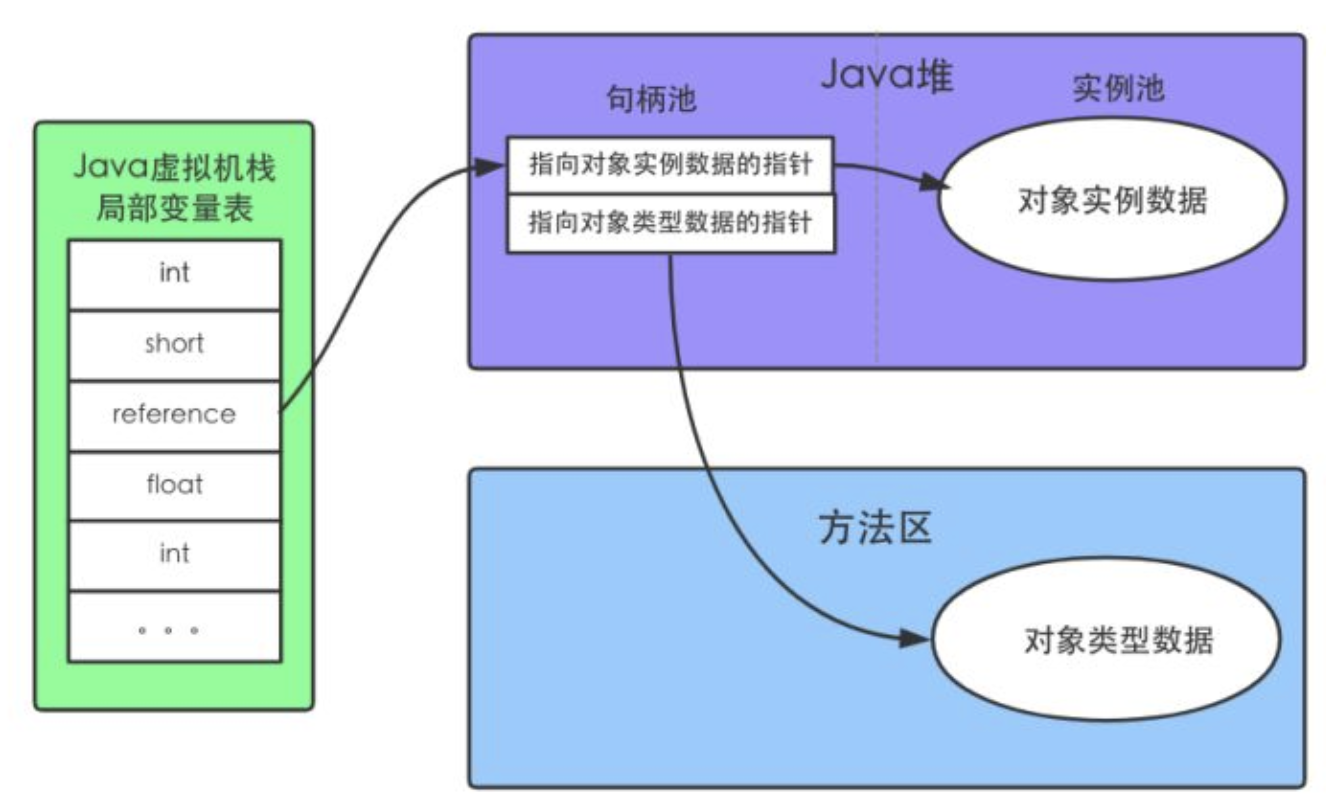 Java虚拟机栈
局部变量表
int
short
reference
float
int
。。。
Java堆
句柄池
实例池
指向对象实例数据的指针
指向对象类型数据的指针
对象实例数据
方法区
对象类型数据